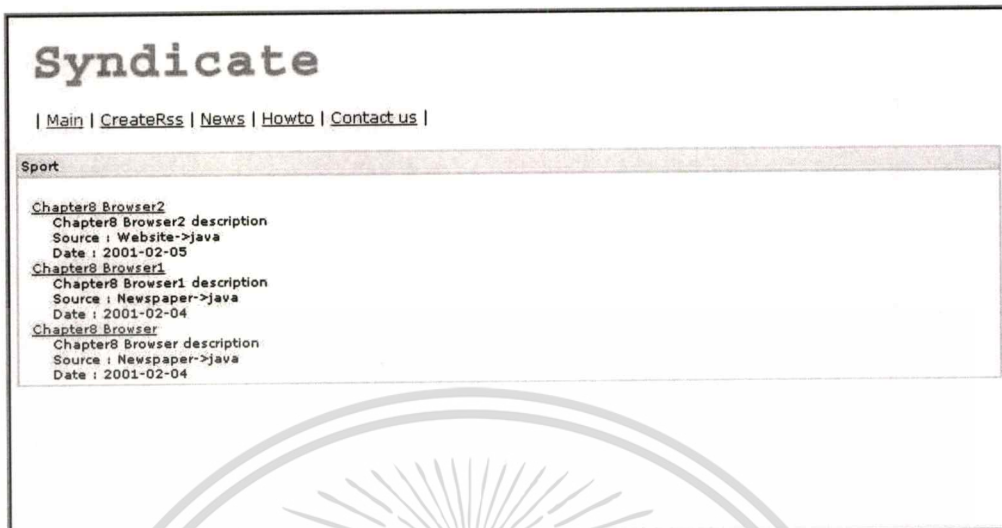 Syndicate
| Main | CreateRss | News | Howto | Contact us |
Sport
Chapter8 Browser2
Chapter8 Browser2 description
Source : Website->java
Date : 2001-02-05
Chapter8 Browser1
Chapter8 Browser1 description
Source : Newspaper->java
Date : 2001-02-04
Chapter8 Browser
Chapter8 Browser description
Source : Newspaper->java
Date : 2001-02-04